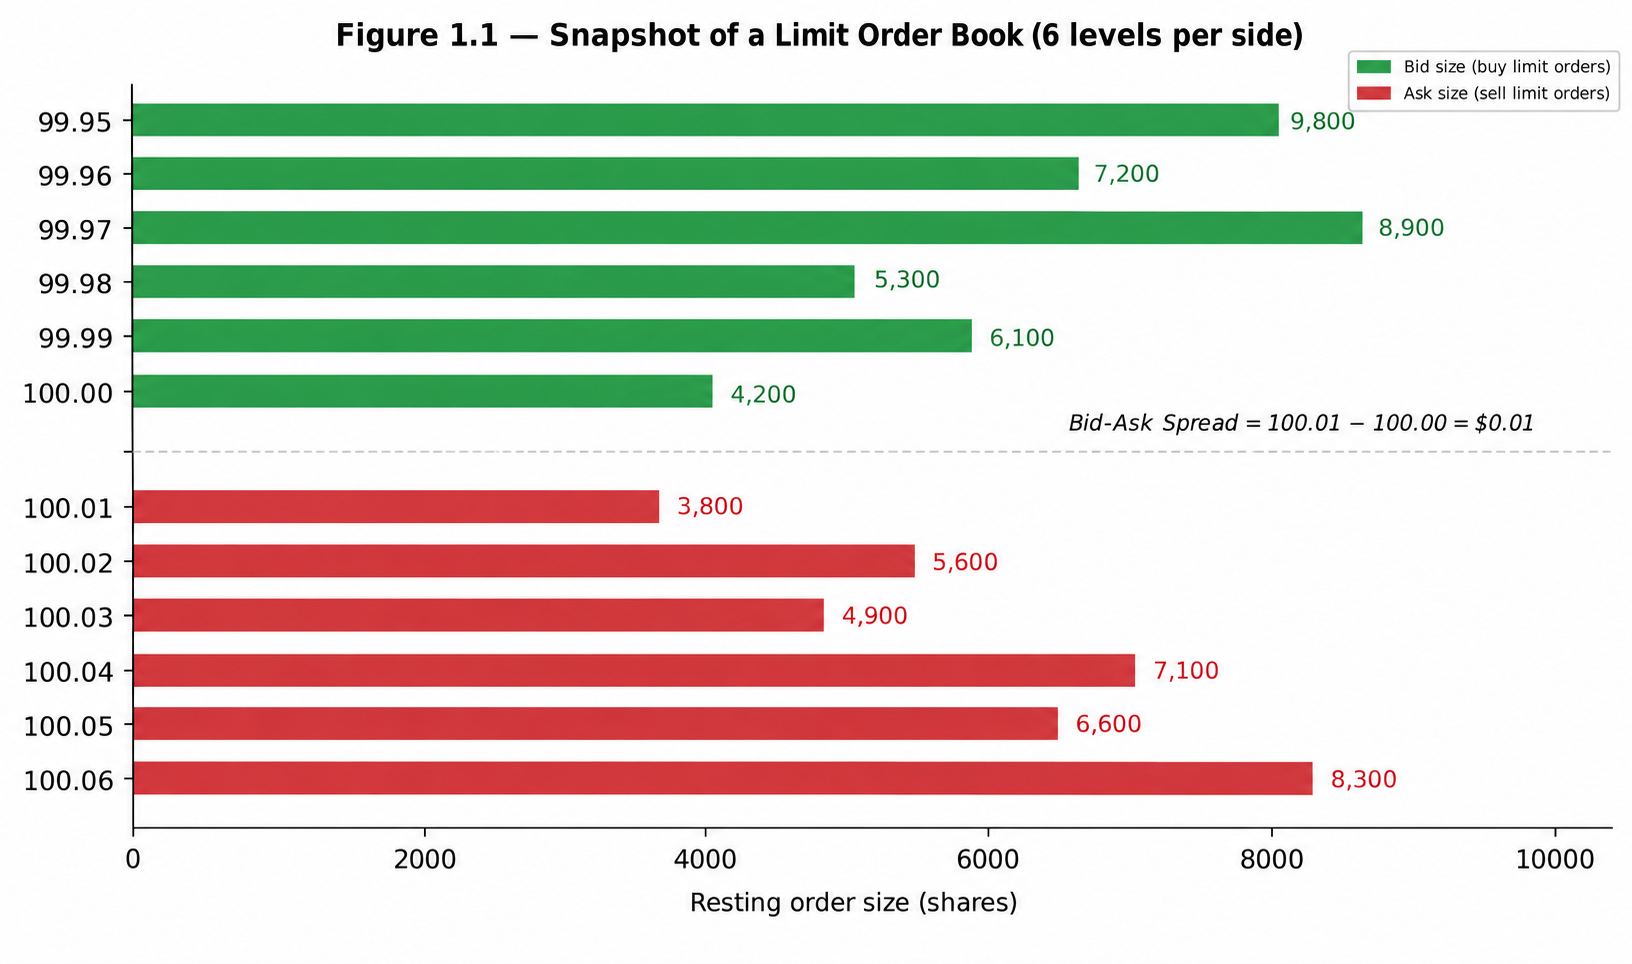 Figure 1.1 — Snapshot of a Limit Order Book (6 levels per side)
Bid size (buy limit orders)
Ask size (sell limit orders)
99.95 9,800
99.96 7,200
99.97 8,900
99.98 5,300
99.99 6,100
100.00 4,200
Bid-Ask Spread = 100.01 − 100.00 = $0.01
100.01 3,800
100.02 5,600
100.03 4,900
100.04 7,100
100.05 6,600
100.06 8,300
0 2000 4000 6000 8000 10000
Resting order size (shares)